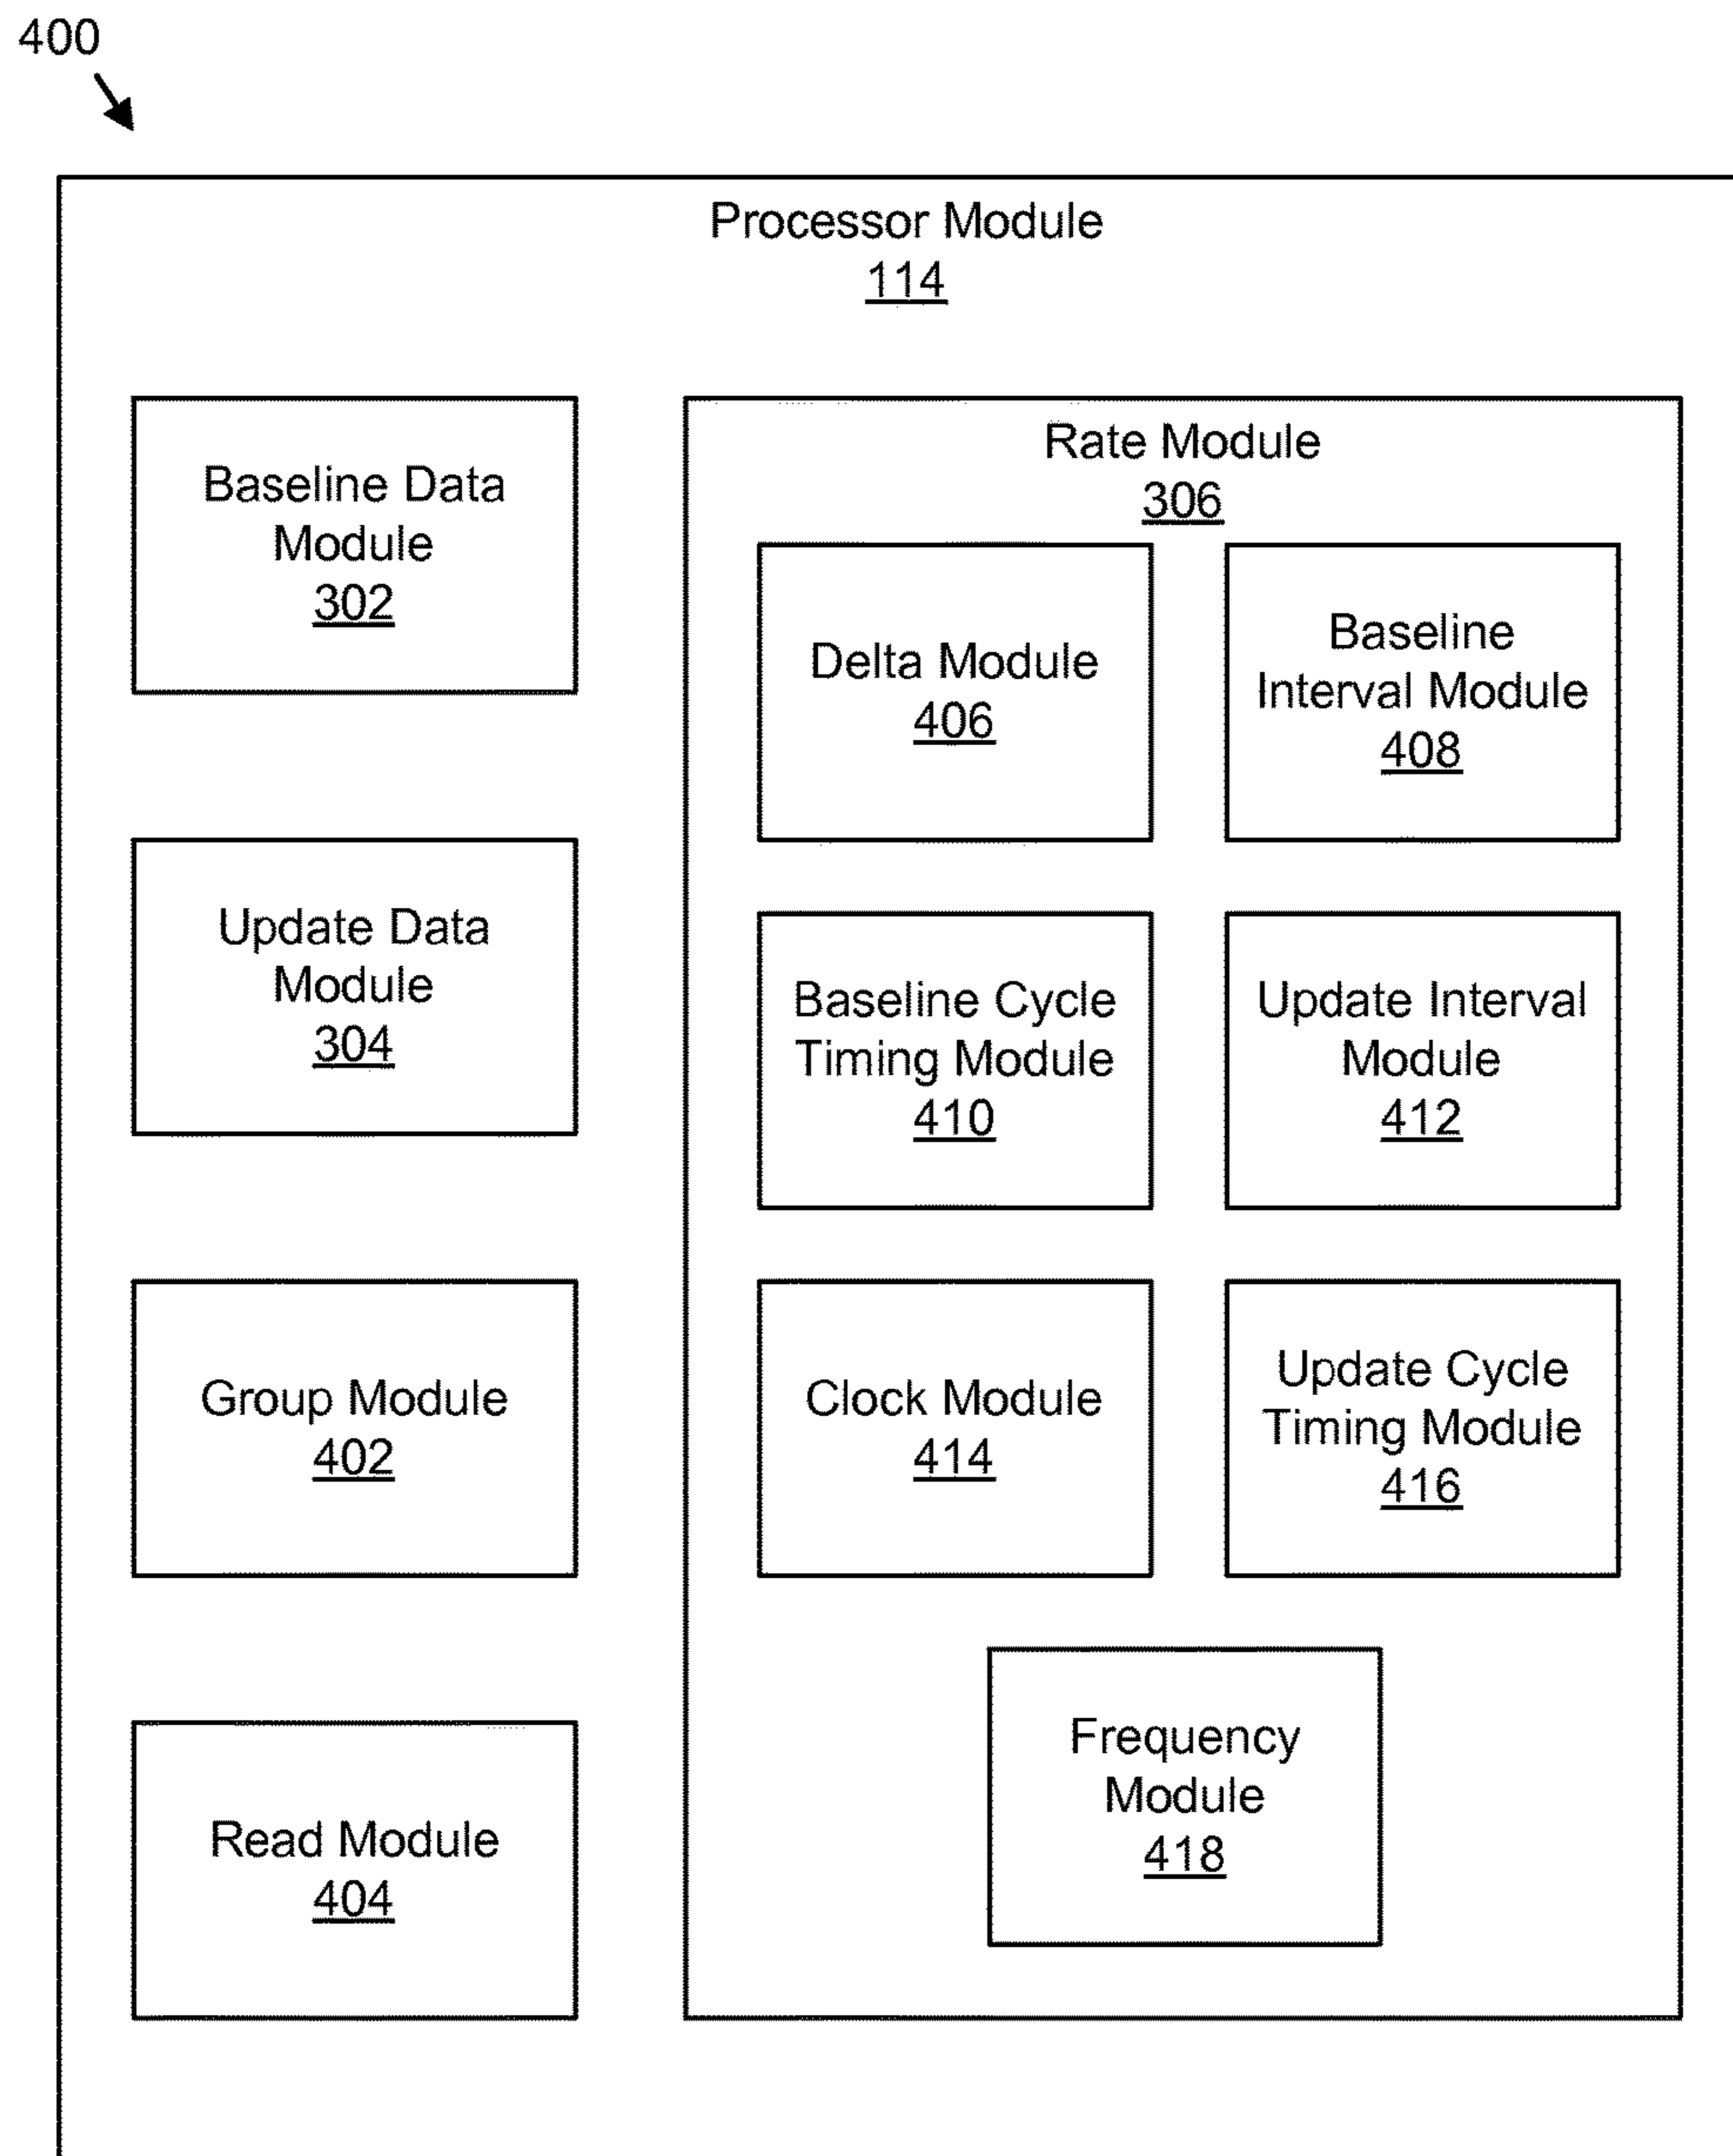 400
Processor Module
114
Baseline Data
Module
302
Update Data
Module
304
Group Module
402
Read Module
404
Rate Module
306
Delta Module
406
Baseline
Interval Module
408
Baseline Cycle
Timing Module
410
Update Interval
Module
412
Clock Module
414
Update Cycle
Timing Module
416
Frequency
Module
418